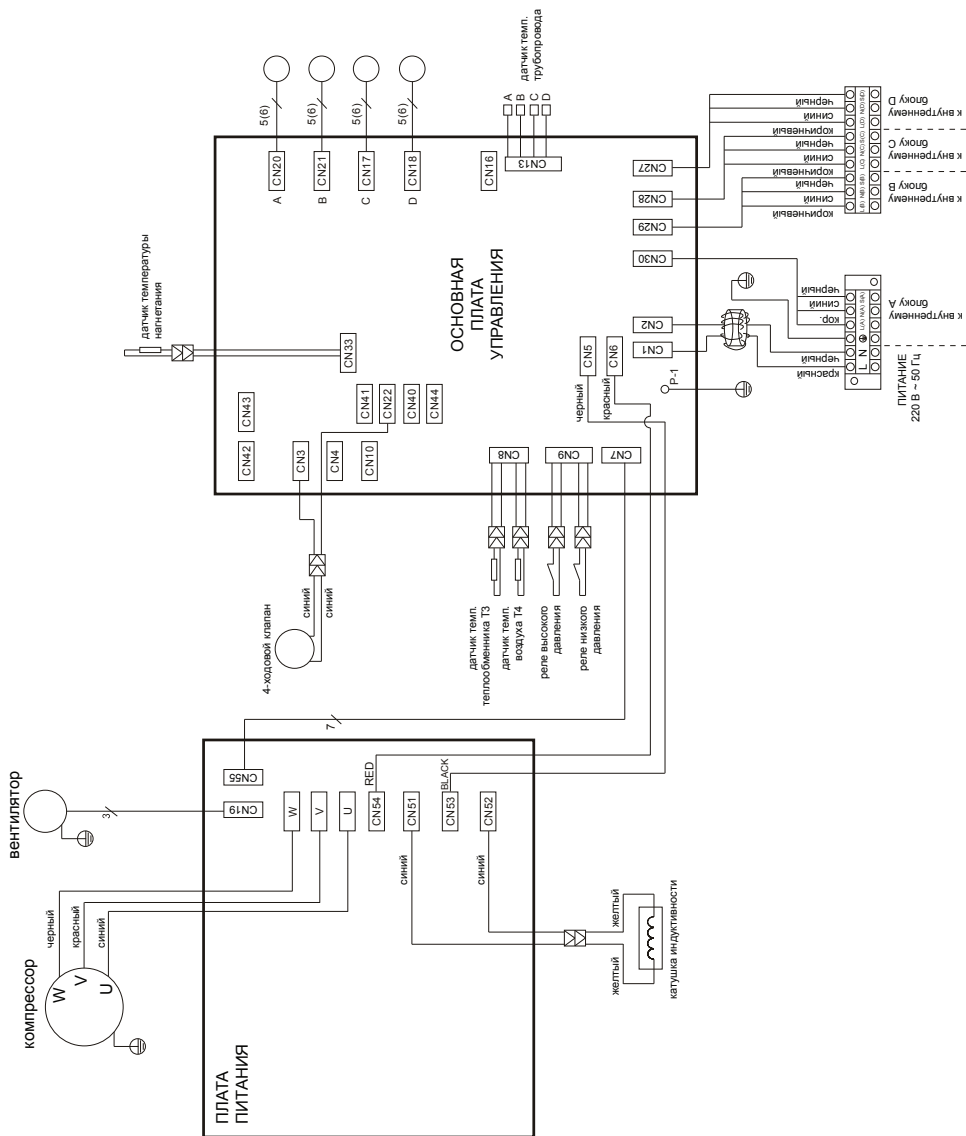 датчик температуры
нагнетания
датчик темп.
трубопровода
5(6)
5(6)
5(6)
5(6)
A
B
C
D
CN20
CN21
CN17
CN18
A
B
C
D
CN16
CN13
CN43
CN42
CN33
CN41
CN22
CN40
CN44
CN3
CN4
CN10
ОСНОВНАЯ
ПЛАТА
УПРАВЛЕНИЯ
CN27
CN28
CN29
CN30
CN2
CN1
CN5
CN6
черный
красный
P-1
CN8
CN9
CN7
черный
синий
коричневый
черный
синий
коричневый
черный
синий
коричневый
L(B) N(B) S(B)
L(C) N(C) S(C)
L(D) N(D) S(D)
к внутреннему
блоку D
к внутреннему
блоку C
к внутреннему
блоку B
черный
синий
кор.
черный
красный
L N
L(A) N(A) S(A)
к внутреннему
блоку A
ПИТАНИЕ
220 В ~ 50 Гц
4-ходовой клапан
синий
синий
датчик темп.
теплообменника T3
датчик темп.
воздуха T4
реле высокого
давления
реле низкого
давления
7
вентилятор
3
CN55
CN19
W
V
U
RED
CN54
CN51
BLACK
CN53
CN52
синий
синий
компрессор
W
V
U
черный
красный
синий
желтый
желтый
катушка индуктивности
ПЛАТА
ПИТАНИЯ